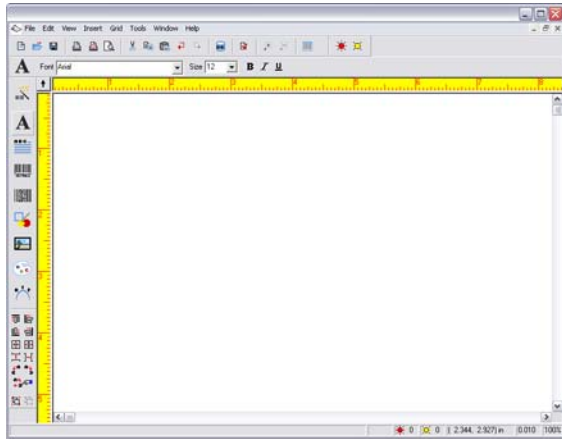 File Edit View Insert Grid Tools Window Help
A Font Arial Size 12 B I U
A
0 0 ( 2.344, 2.927) in 0.010 100%